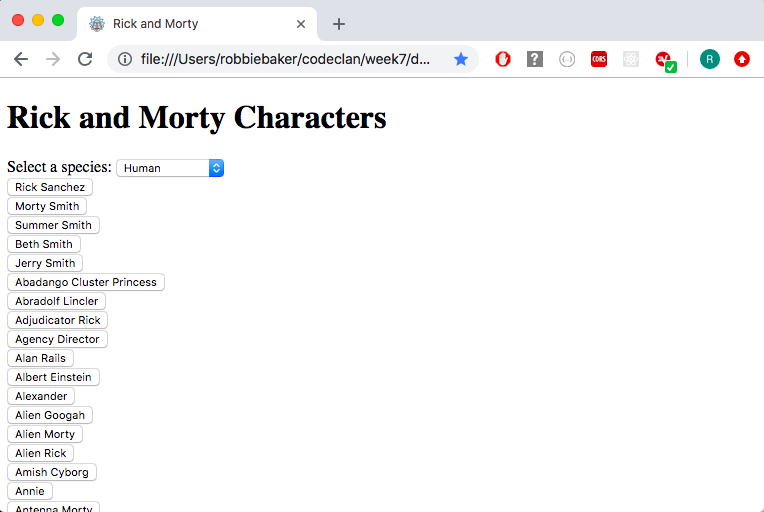 Rick and Morty
file:///Users/robbiebaker/codeclan/week7/d...
?
CORS
R
Rick and Morty Characters
Select a species: Human
Rick Sanchez
Morty Smith
Summer Smith
Beth Smith
Jerry Smith
Abadango Cluster Princess
Abradolf Lincler
Adjudicator Rick
Agency Director
Alan Rails
Albert Einstein
Alexander
Alien Googah
Alien Morty
Alien Rick
Amish Cyborg
Annie
Antenna Morty